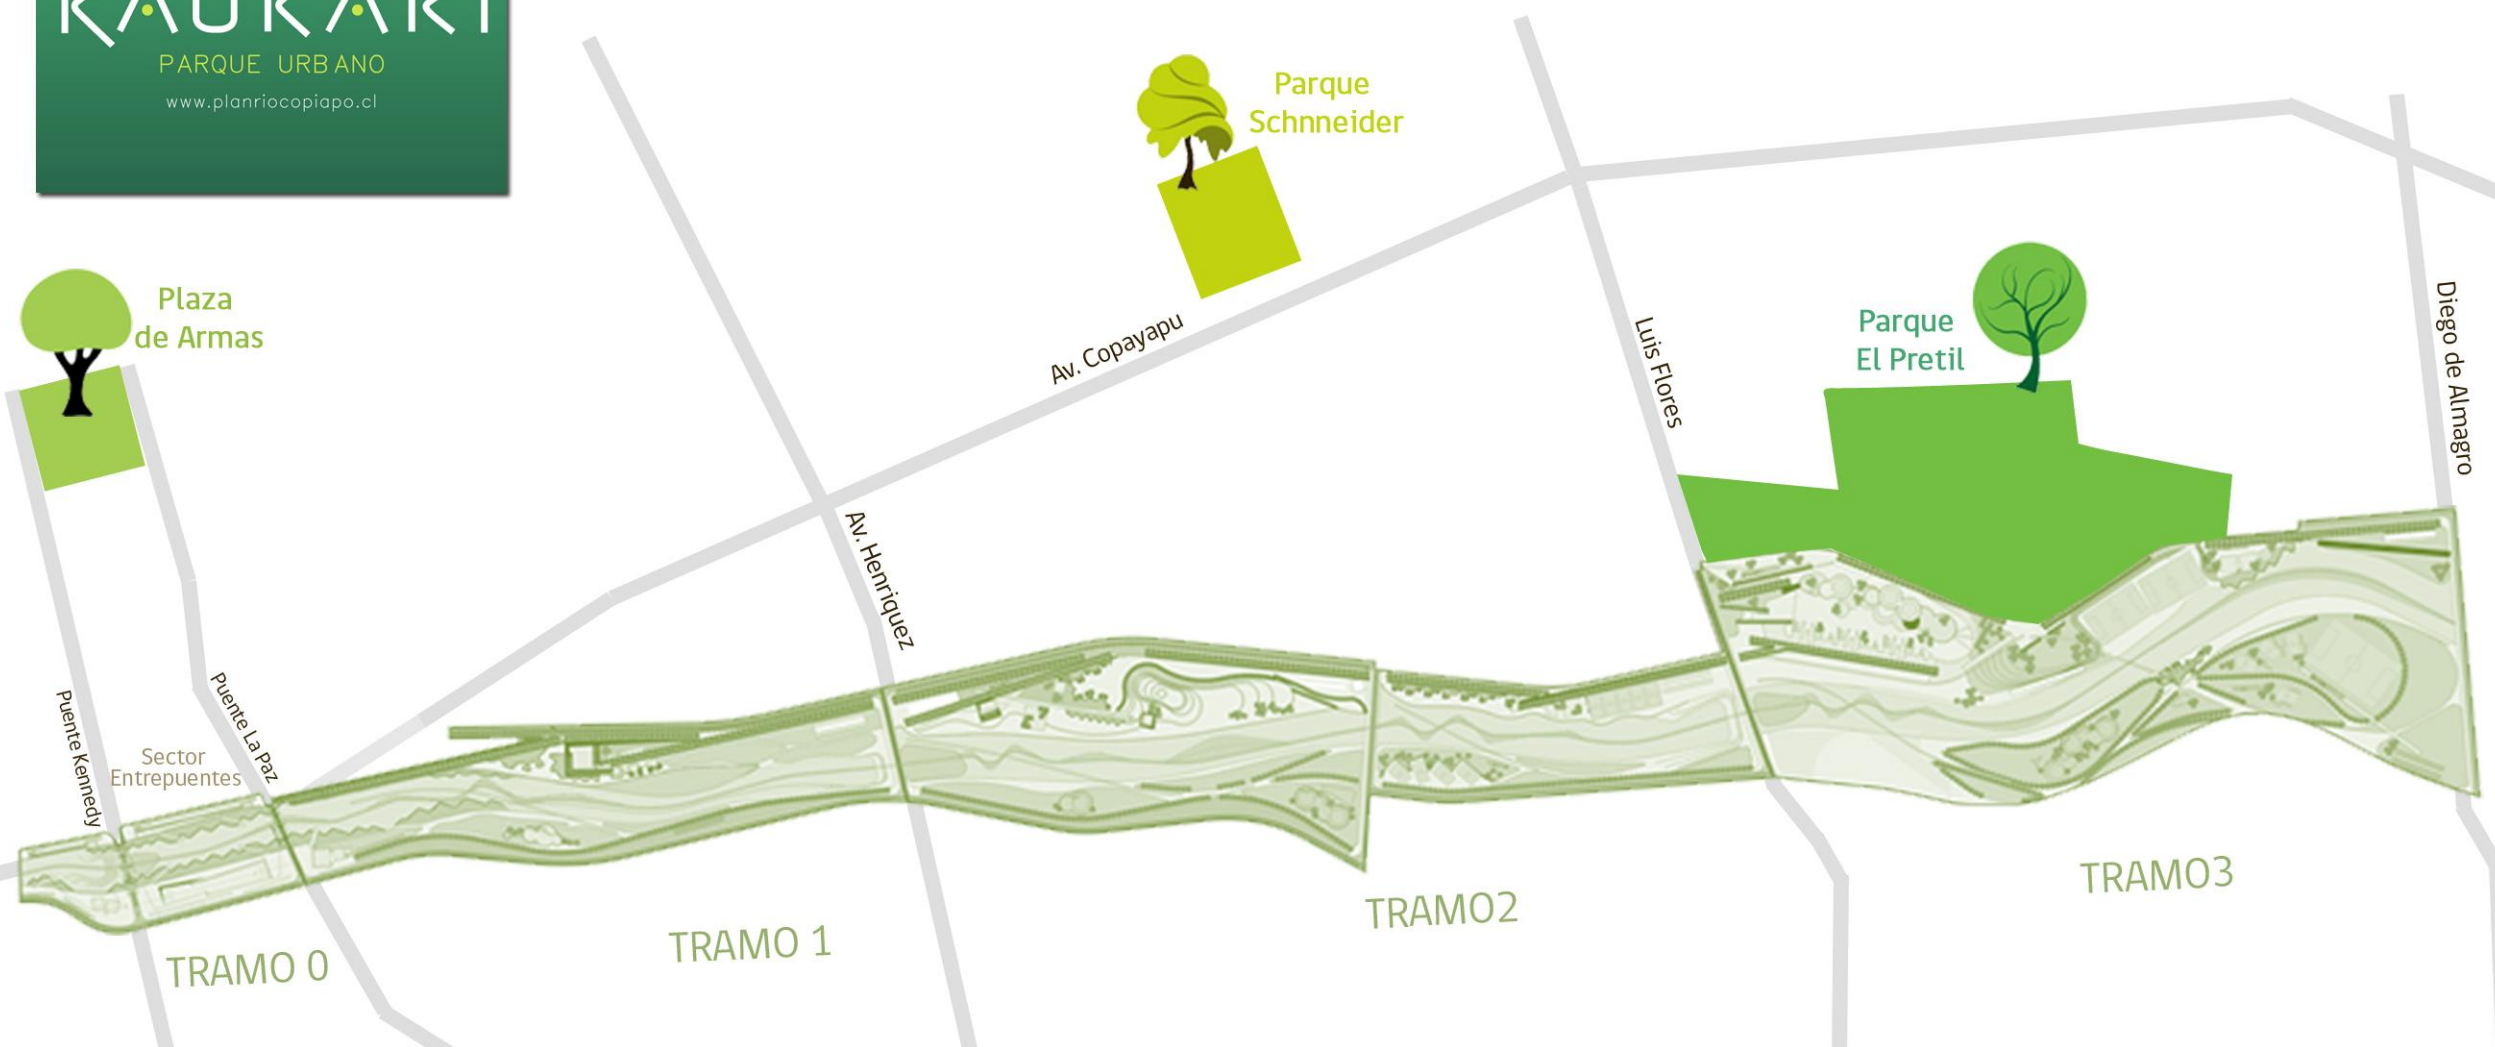 KAUKARI
PARQUE URBANO
www.planriocopiapo.cl
Parque
Schnneider
Plaza
de Armas
Av. Copayapu
Luis Flores
Parque
El Pretil
Diego de Almagro
Av. Henriquez
Puente Kennedy
Puente La Paz
Sector
Entrepuentes
TRAMO 0
TRAMO 1
TRAMO2
TRAMO3